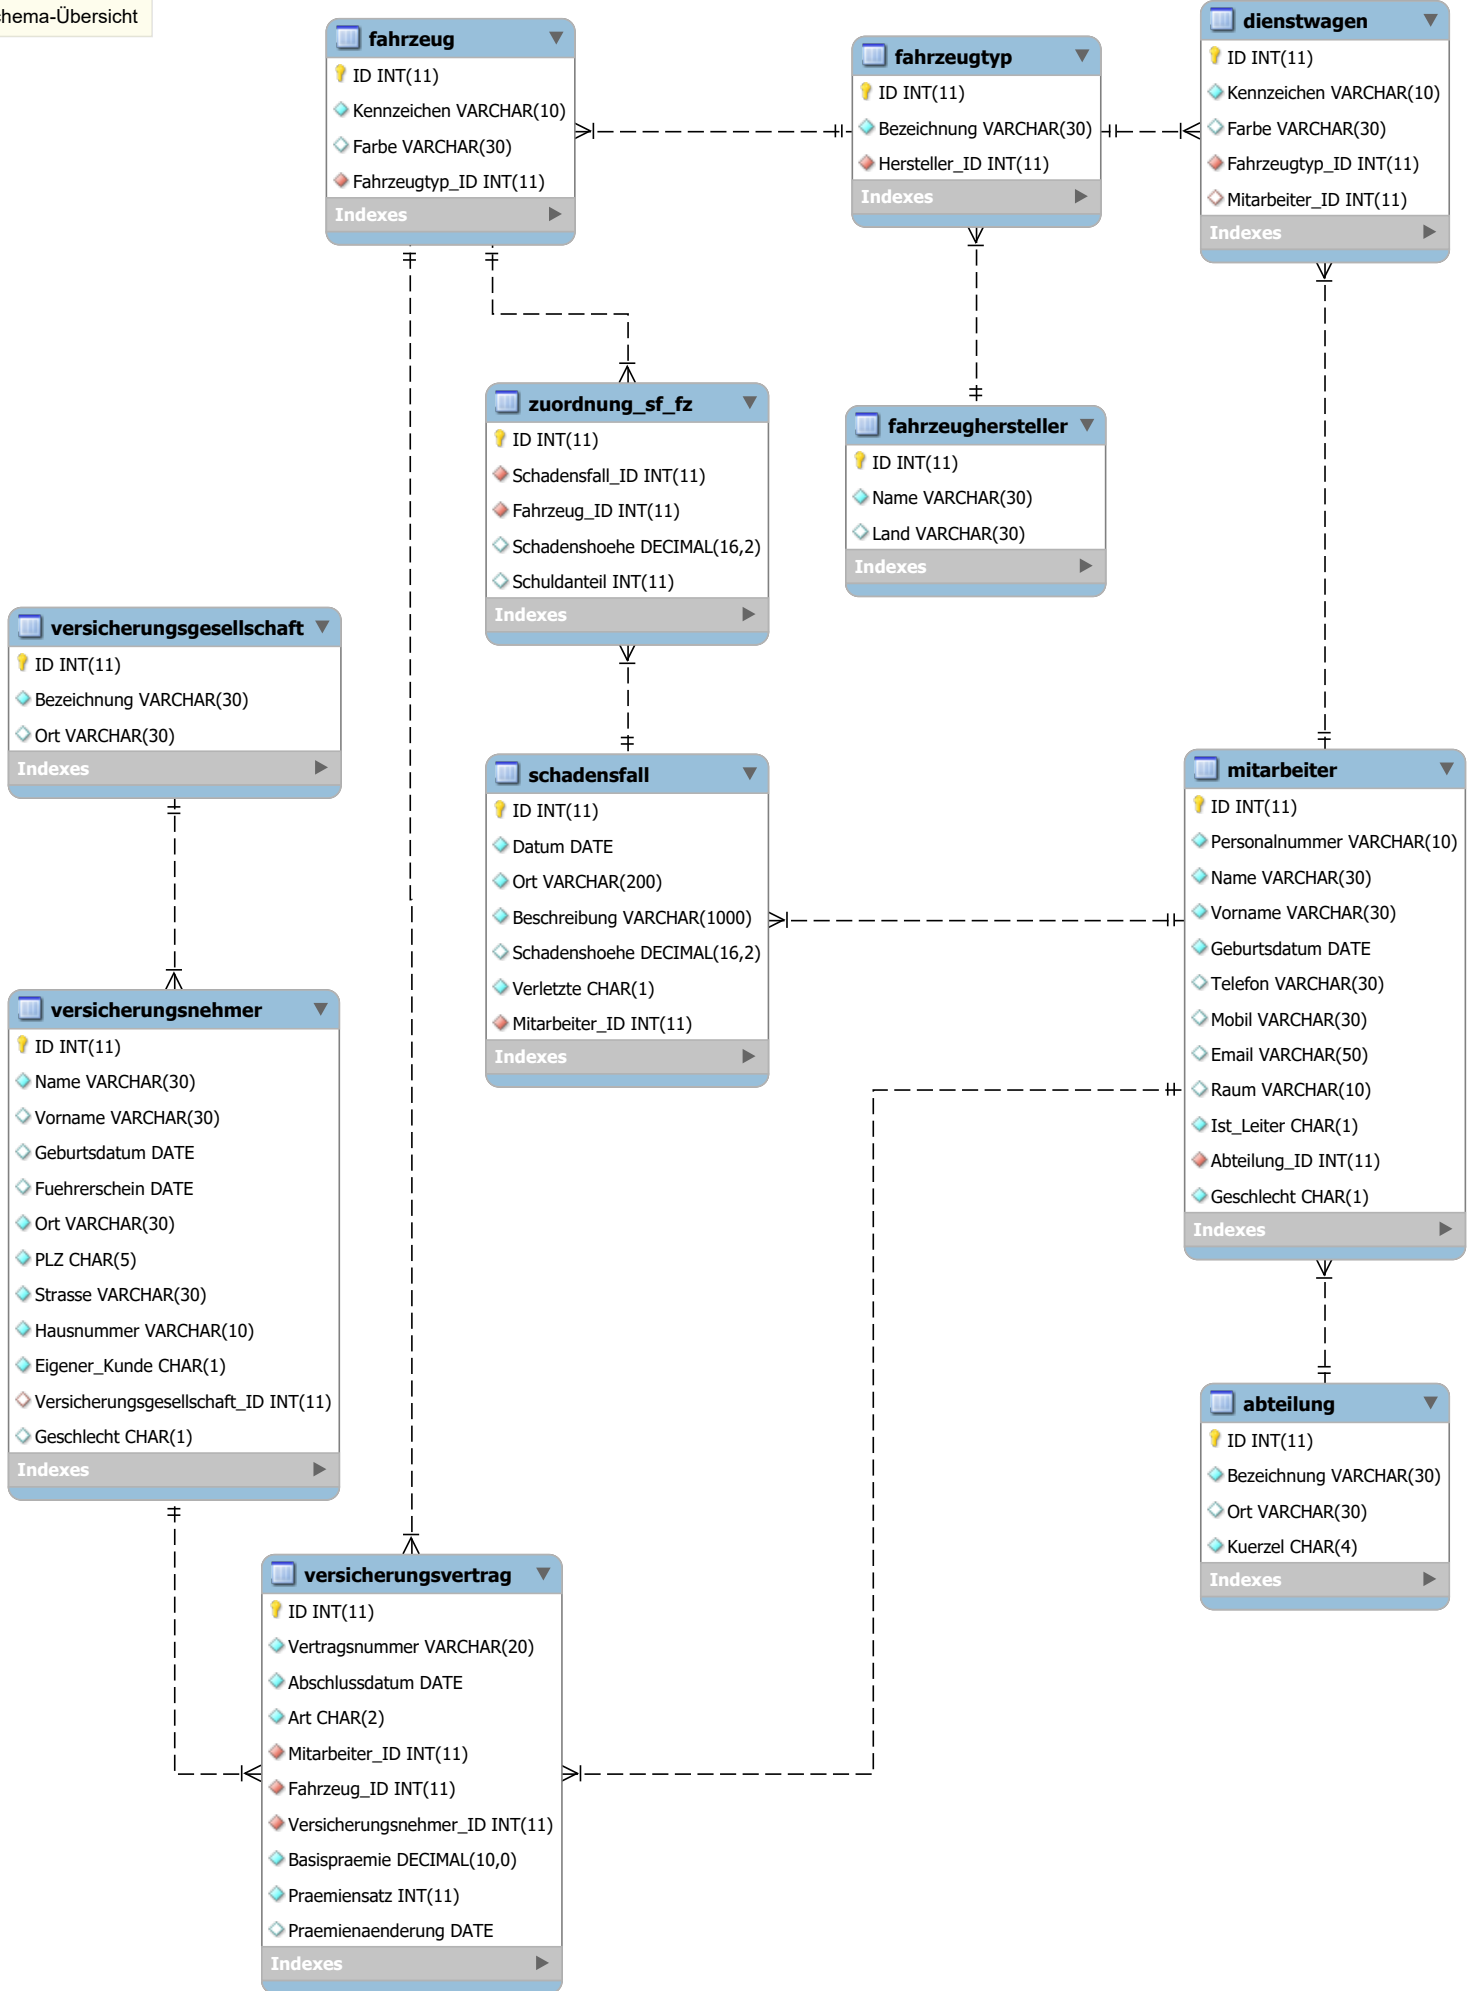 hema-Übersicht
fahrzeug
ID INT(11)
Kennzeichen VARCHAR(10)
Farbe VARCHAR(30)
Fahrzeugtyp_ID INT(11)
Indexes
fahrzeugtyp
ID INT(11)
Bezeichnung VARCHAR(30)
Hersteller_ID INT(11)
Indexes
dienstwagen
ID INT(11)
Kennzeichen VARCHAR(10)
Farbe VARCHAR(30)
Fahrzeugtyp_ID INT(11)
Mitarbeiter_ID INT(11)
Indexes
zuordnung_sf_fz
ID INT(11)
Schadensfall_ID INT(11)
Fahrzeug_ID INT(11)
Schadenshoehe DECIMAL(16,2)
Schuldanteil INT(11)
Indexes
fahrzeughersteller
ID INT(11)
Name VARCHAR(30)
Land VARCHAR(30)
Indexes
versicherungsgesellschaft
ID INT(11)
Bezeichnung VARCHAR(30)
Ort VARCHAR(30)
Indexes
schadensfall
ID INT(11)
Datum DATE
Ort VARCHAR(200)
Beschreibung VARCHAR(1000)
Schadenshoehe DECIMAL(16,2)
Verletzte CHAR(1)
Mitarbeiter_ID INT(11)
Indexes
mitarbeiter
ID INT(11)
Personalnummer VARCHAR(10)
Name VARCHAR(30)
Vorname VARCHAR(30)
Geburtsdatum DATE
Telefon VARCHAR(30)
Mobil VARCHAR(30)
Email VARCHAR(50)
Raum VARCHAR(10)
Ist_Leiter CHAR(1)
Abteilung_ID INT(11)
Geschlecht CHAR(1)
Indexes
versicherungsnehmer
ID INT(11)
Name VARCHAR(30)
Vorname VARCHAR(30)
Geburtsdatum DATE
Fuehrerschein DATE
Ort VARCHAR(30)
PLZ CHAR(5)
Strasse VARCHAR(30)
Hausnummer VARCHAR(10)
Eigener_Kunde CHAR(1)
Versicherungsgesellschaft_ID INT(11)
Geschlecht CHAR(1)
Indexes
abteilung
ID INT(11)
Bezeichnung VARCHAR(30)
Ort VARCHAR(30)
Kuerzel CHAR(4)
Indexes
versicherungsvertrag
ID INT(11)
Vertragsnummer VARCHAR(20)
Abschlussdatum DATE
Art CHAR(2)
Mitarbeiter_ID INT(11)
Fahrzeug_ID INT(11)
Versicherungsnehmer_ID INT(11)
Basispraemie DECIMAL(10,0)
Praemiensatz INT(11)
Praemienaenderung DATE
Indexes